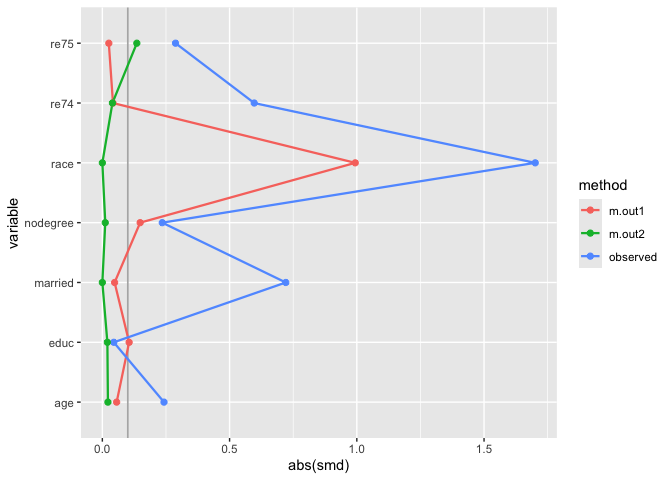 re75
re74
race
nodegree
married
educ
age
variable
0.0 0.5 1.0 1.5
abs(smd)
method
m.out1
m.out2
observed